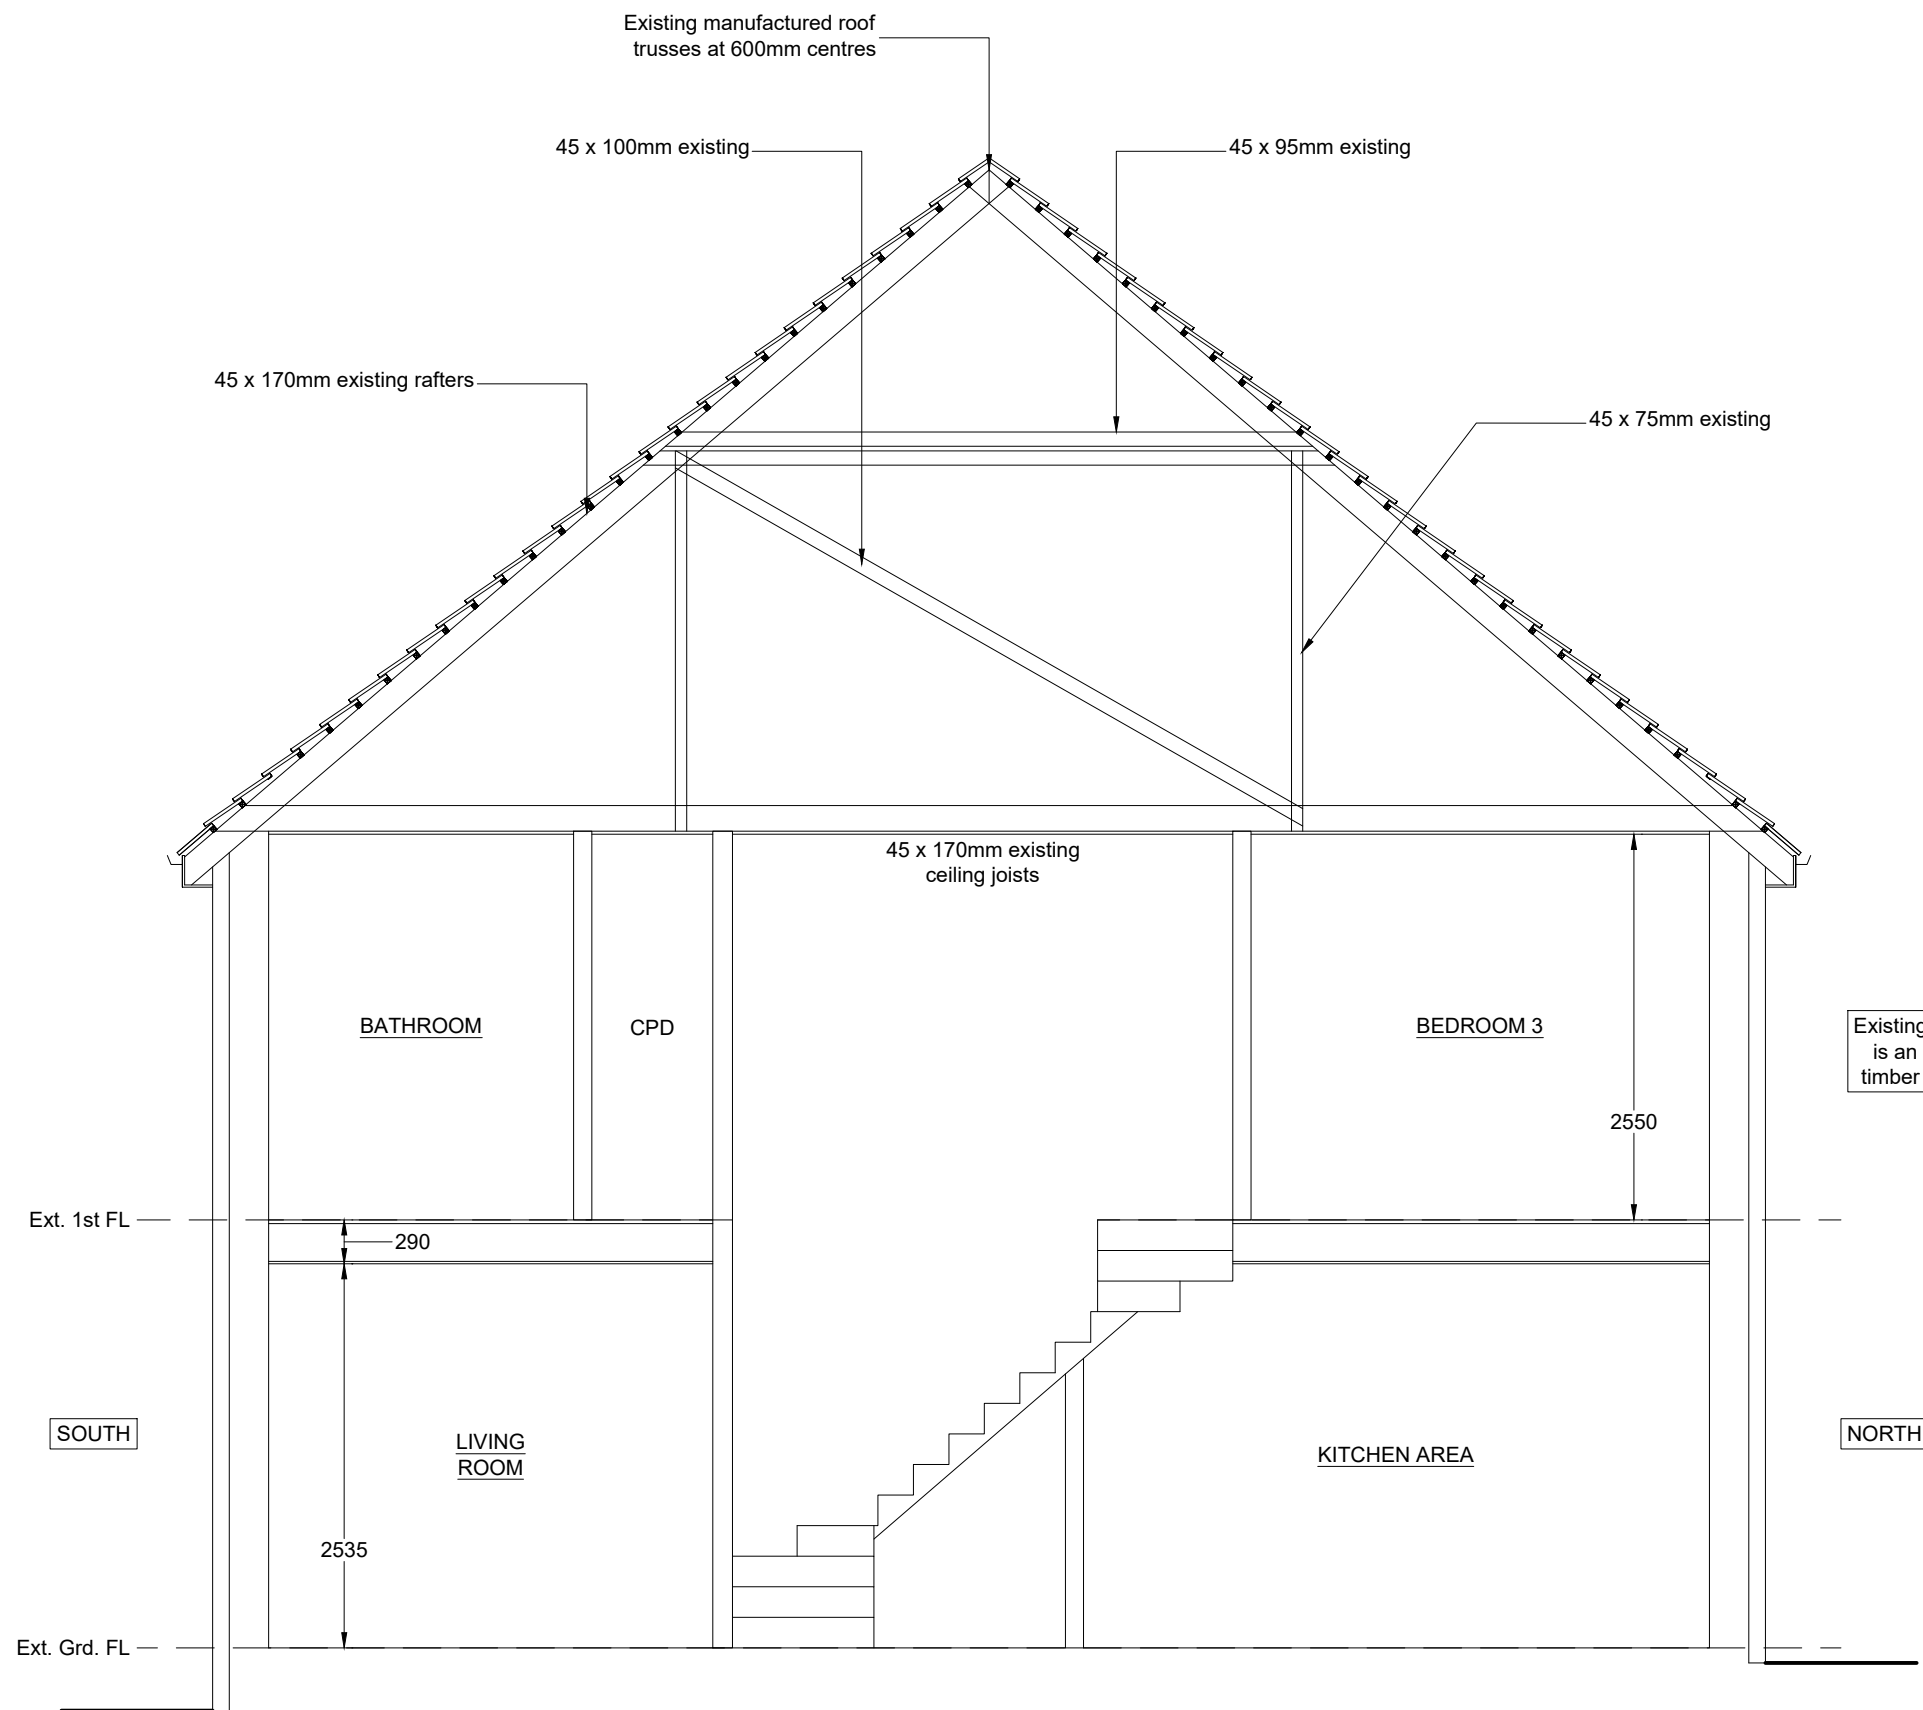 Existing manufactured roof
trusses at 600mm centres
45 x 100mm existing
45 x 95mm existing
45 x 170mm existing rafters
45 x 75mm existing
45 x 170mm existing
ceiling joists
BATHROOM
CPD
BEDROOM 3
Existing
is an
timber
2550
Ext. 1st FL
290
SOUTH
LIVING
ROOM
KITCHEN AREA
NORTH
2535
Ext. Grd. FL